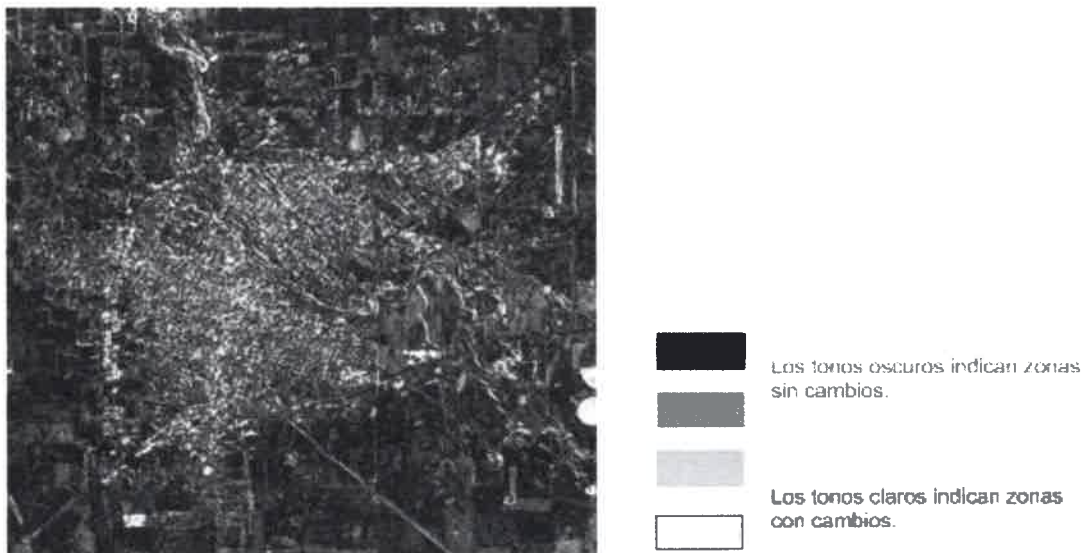 Los tonos oscuros indican zonas
sin cambios.
Los tonos claros indican zonas
con cambios.